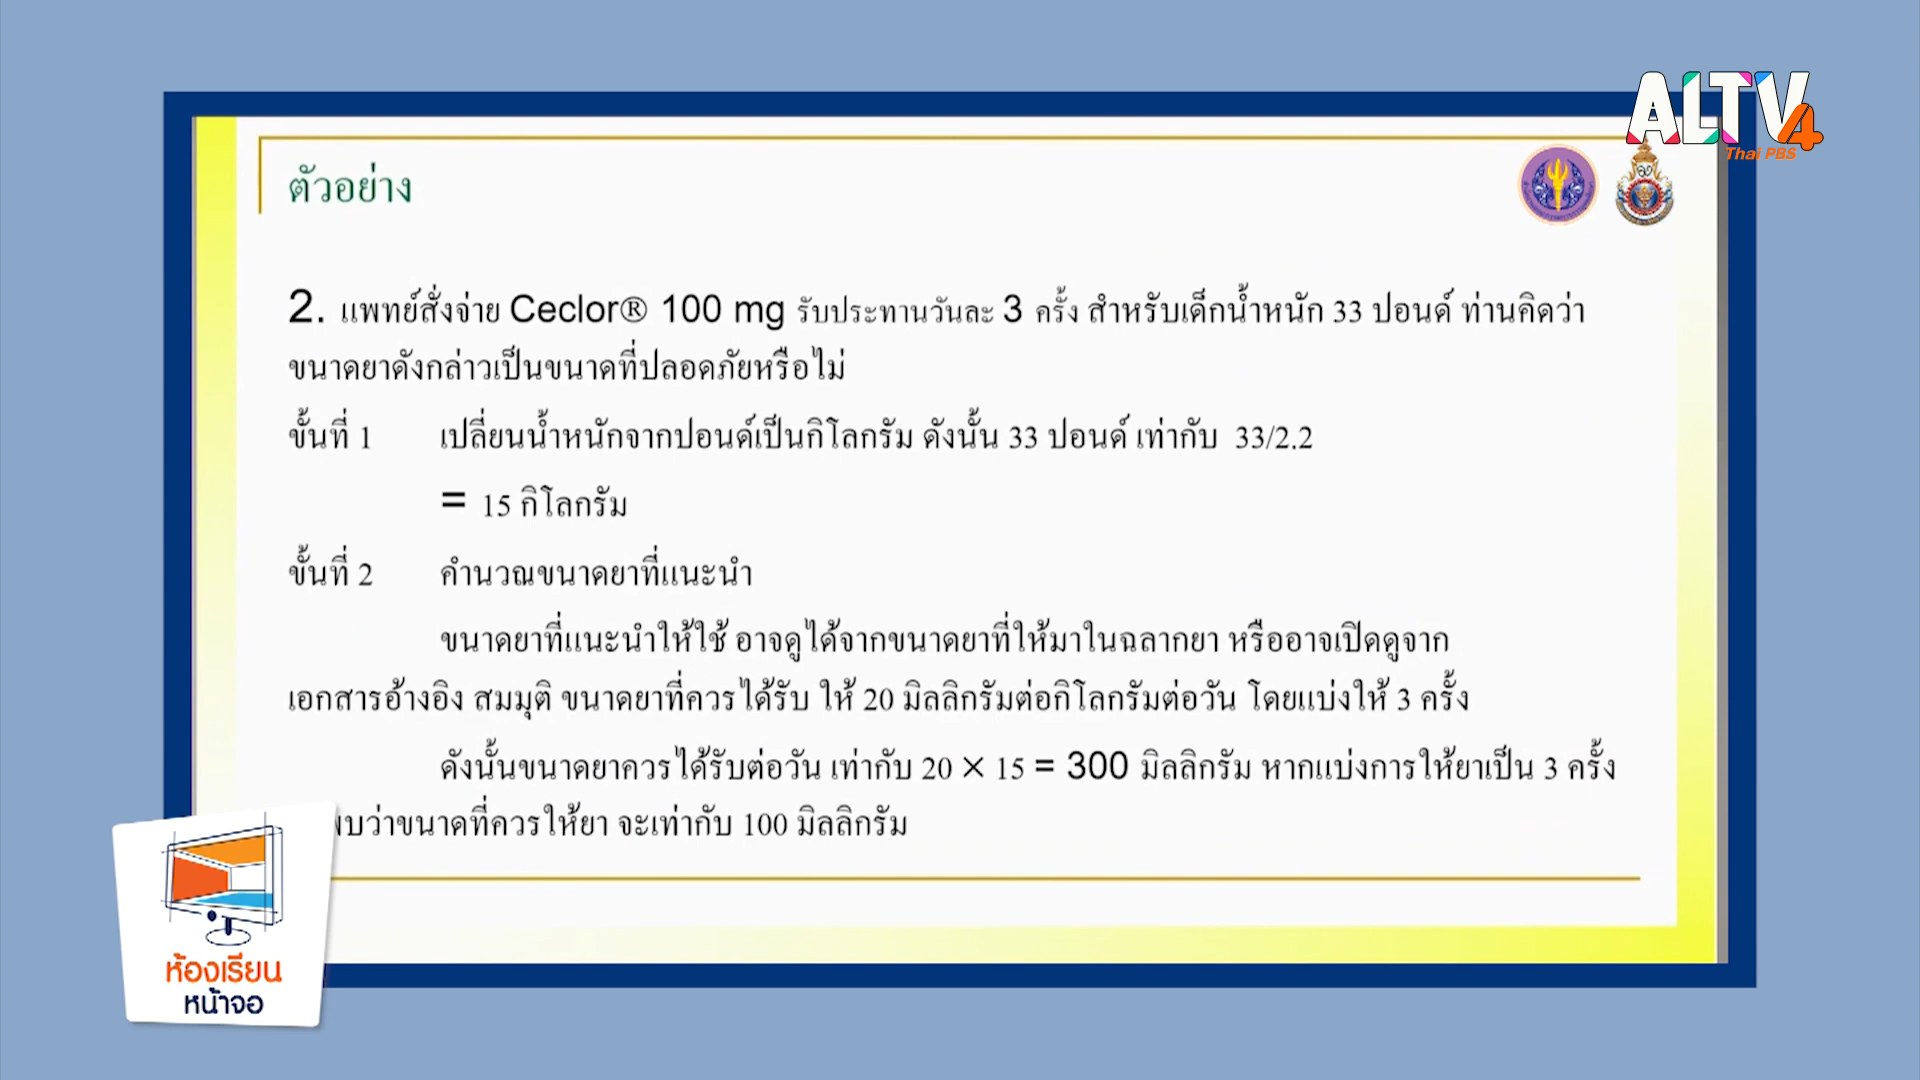 ALTV4
Thai PBS
ตัวอย่าง
2. แพทย์สั่งจ่าย Ceclor® 100 mg รับประทานวันละ 3 ครั้ง สำหรับเด็กน้ำหนัก 33 ปอนด์ ท่านคิดว่า
ขนาดยาดังกล่าวเป็นขนาดที่ปลอดภัยหรือไม่
ขั้นที่ 1 เปลี่ยนน้ำหนักจากปอนด์เป็นกิโลกรัม ดังนั้น 33 ปอนด์ เท่ากับ 33/2.2
= 15 กิโลกรัม
ขั้นที่ 2 คำนวณขนาดยาที่แนะนำ
ขนาดยาที่แนะนำให้ใช้ อาจดูได้จากขนาดยาที่ให้มาในฉลากยา หรืออาจเปิดดูจาก
เอกสารอ้างอิง สมมุติ ขนาดยาที่ควรได้รับ ให้ 20 มิลลิกรัมต่อกิโลกรัมต่อวัน โดยแบ่งให้ 3 ครั้ง
ดังนั้นขนาดยาควรได้รับต่อวัน เท่ากับ 20 × 15 = 300 มิลลิกรัม หากแบ่งการให้ยาเป็น 3 ครั้ง
พบว่าขนาดที่ควรให้ยา จะเท่ากับ 100 มิลลิกรัม
ห้องเรียน
หน้าจอ